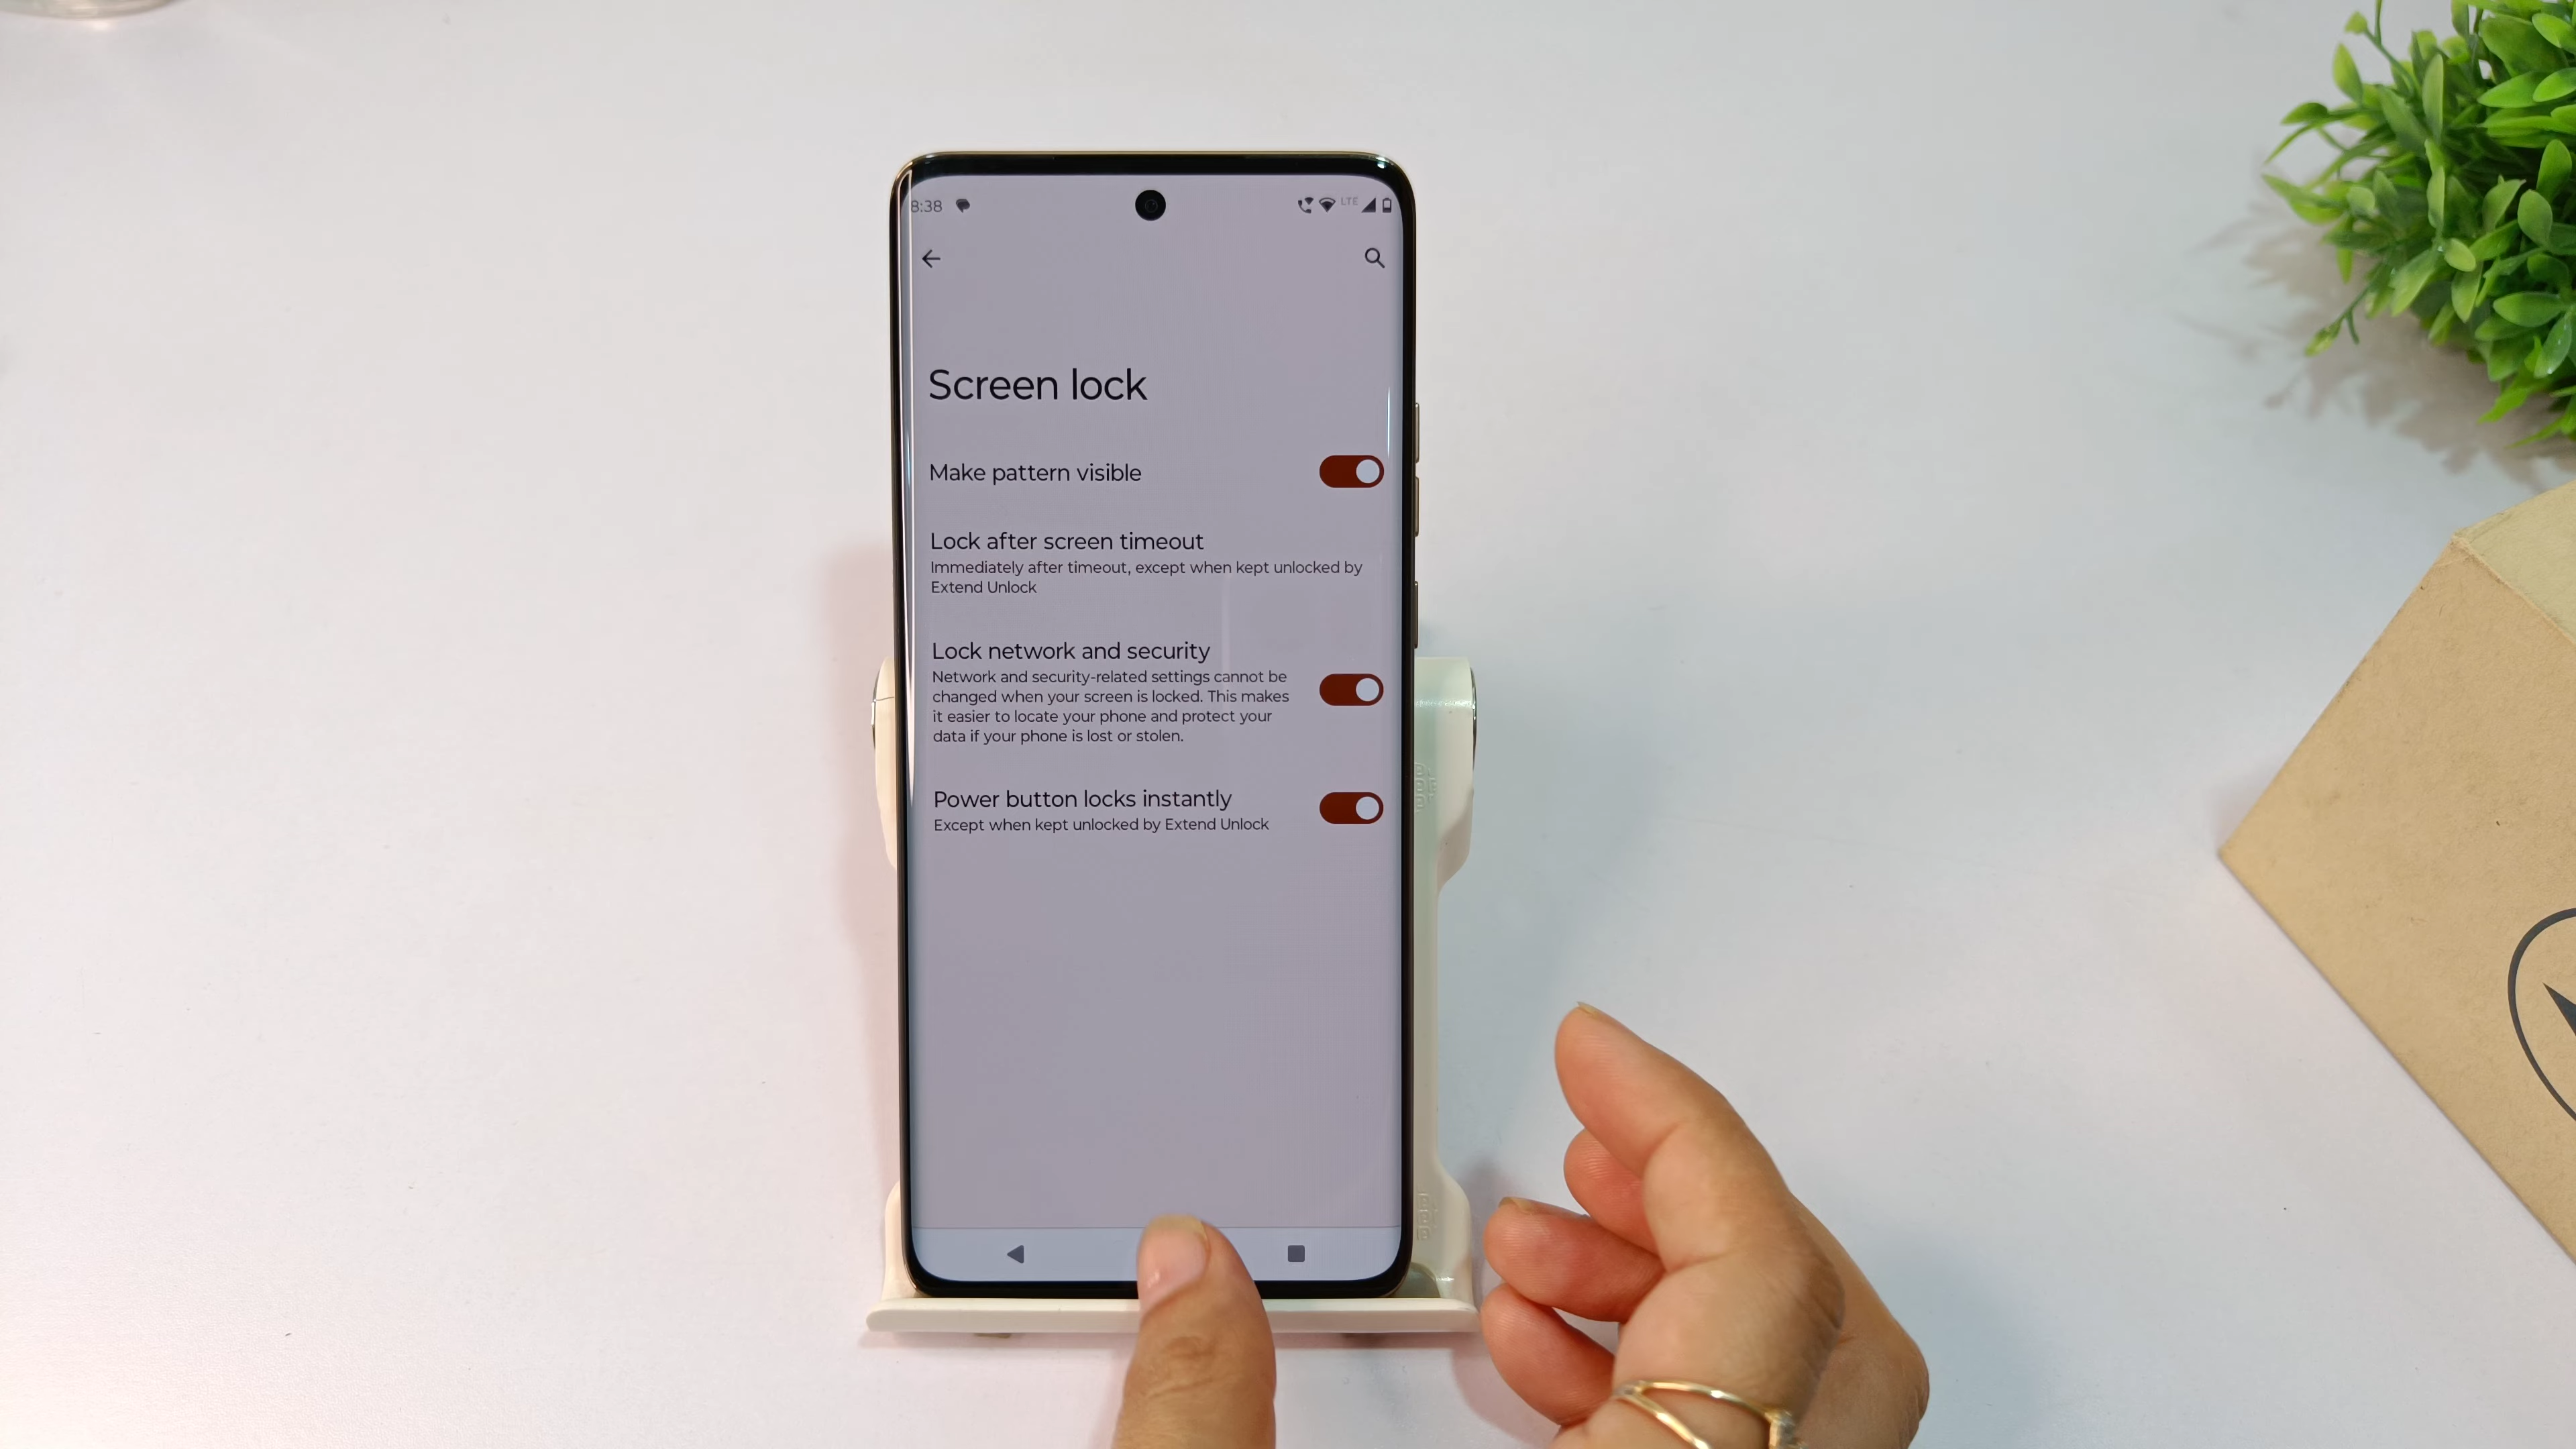 8:38
LTE
Screen lock
Make pattern visible
Lock after screen timeout
Immediately after timeout, except when kept unlocked by
Extend Unlock
Lock network and security
Network and security-related settings cannot be
changed when your screen is locked. This makes
it easier to locate your phone and protect your
data if your phone is lost or stolen.
Power button locks instantly
Except when kept unlocked by Extend Unlock